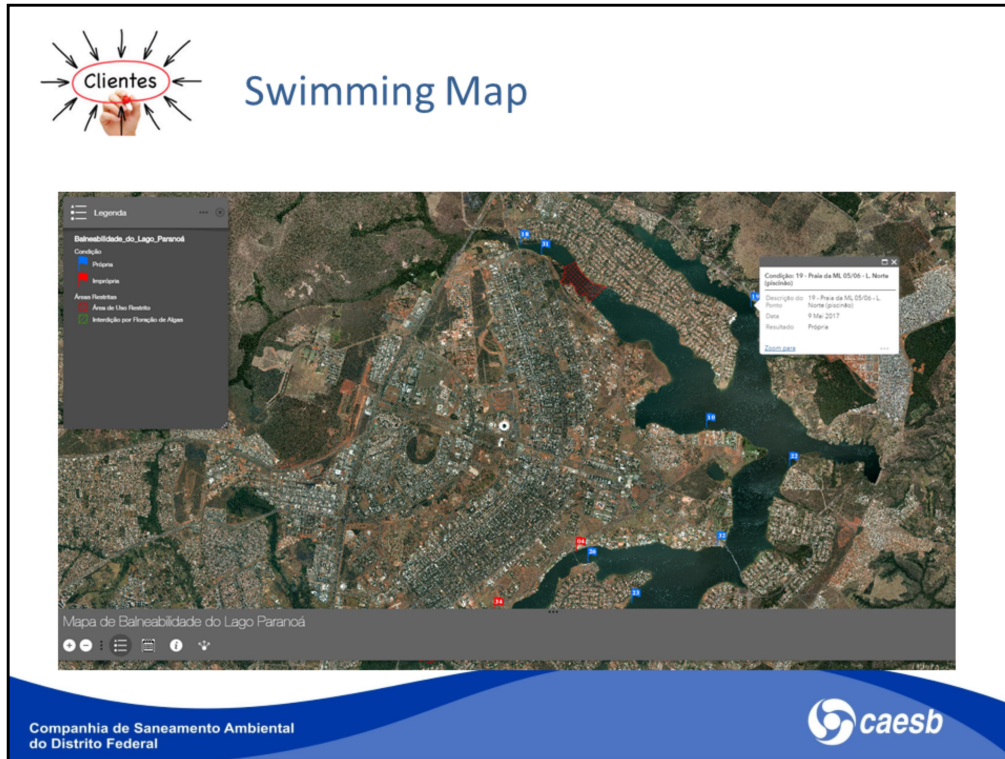 Clientes
Swimming Map
Legenda
Balneabilidade_do_Lago_Paranoá
Condição
Própria
Imprópria
Áreas Restritas
Área de Uso Restrito
Interdição por Floração de Algas
18
31
19
Condição: 19 - Praia da ML 05/06 - L. Norte
(piscinão)
Descrição do Ponto 19 - Praia da ML 05/06 - L. Norte (piscinão)
Data 9 Mai 2017
Resultado Própria
Zoom para
10
22
32
04
26
23
34
Mapa de Balneabilidade do Lago Paranoá
Companhia de Saneamento Ambiental
do Distrito Federal
caesb